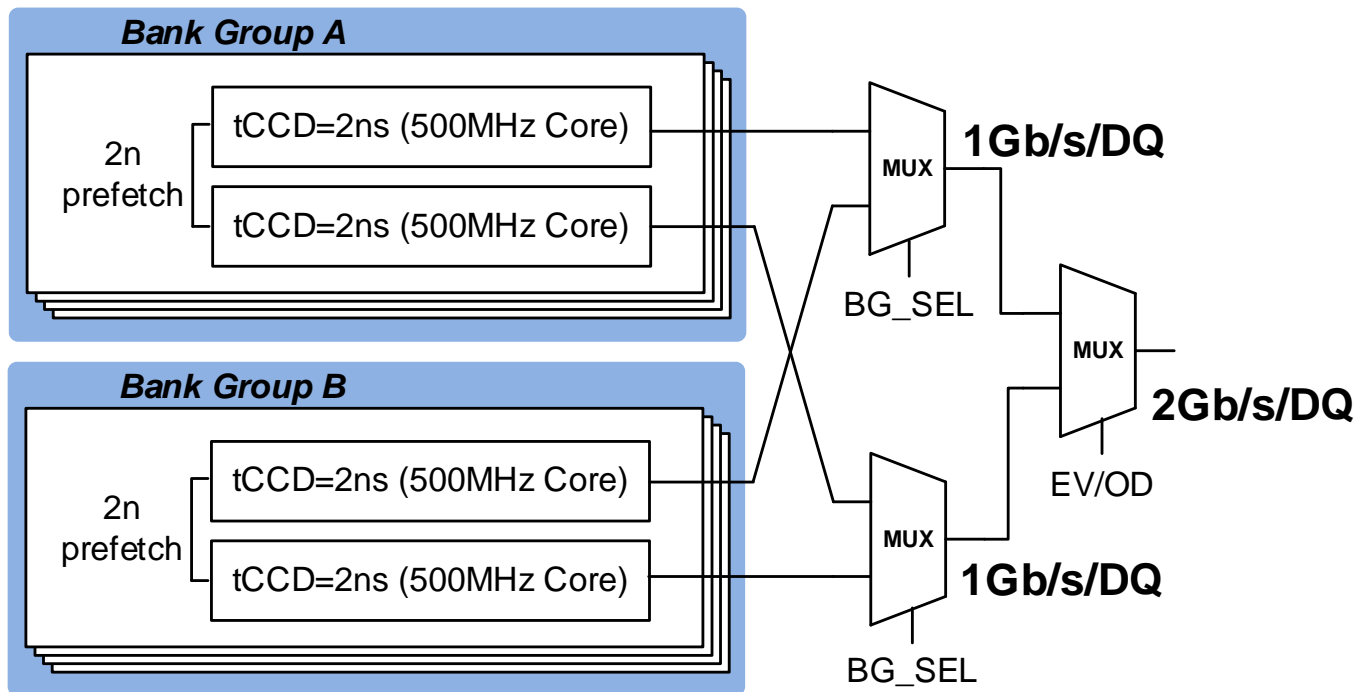 Bank Group A
tCCD=2ns (500MHz Core)
2n
prefetch
tCCD=2ns (500MHz Core)
MUX
1Gb/s/DQ
BG_SEL
MUX
2Gb/s/DQ
EV/OD
Bank Group B
tCCD=2ns (500MHz Core)
2n
prefetch
tCCD=2ns (500MHz Core)
MUX
1Gb/s/DQ
BG_SEL